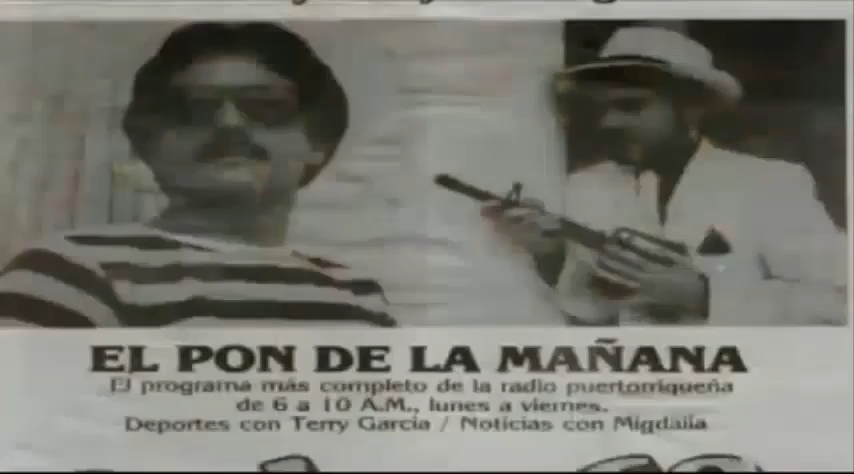 EL PON DE LA MAÑANA
El programa más completo de la radio puertorriqueña
de 6 a 10 A.M., lunes a viernes.
Deportes con Terry García / Noticias con Migdalia